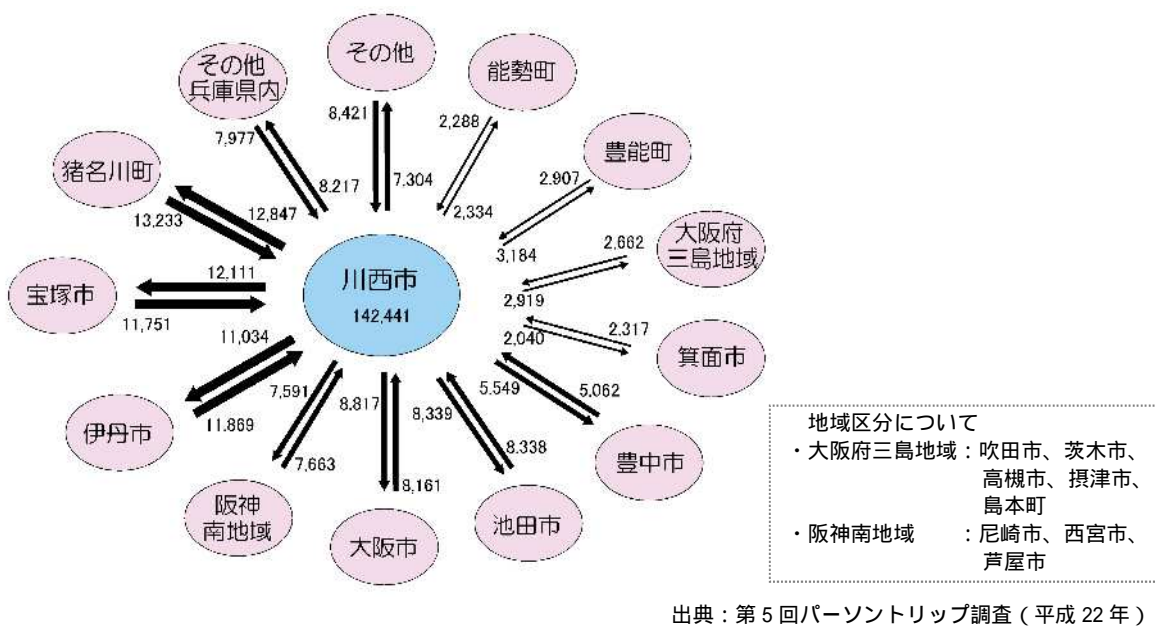 その他
8,421
7,304
能勢町
2,288
2,334
豊能町
2,907
3,184
大阪府
三島地域
2,662
2,919
箕面市
2,317
2,040
豊中市
5,549
5,062
池田市
8,339
8,338
大阪市
8,817
8,161
阪神
南地域
7,591
7,663
伊丹市
11,034
11,869
宝塚市
12,111
11,751
猪名川町
13,233
12,847
その他
兵庫県内
7,977
8,217
川西市
142,441
地域区分について
・大阪府三島地域：吹田市、茨木市、
高槻市、摂津市、
島本町
・阪神南地域　　：尼崎市、西宮市、
芦屋市
出典：第5回パーソントリップ調査（平成22年）